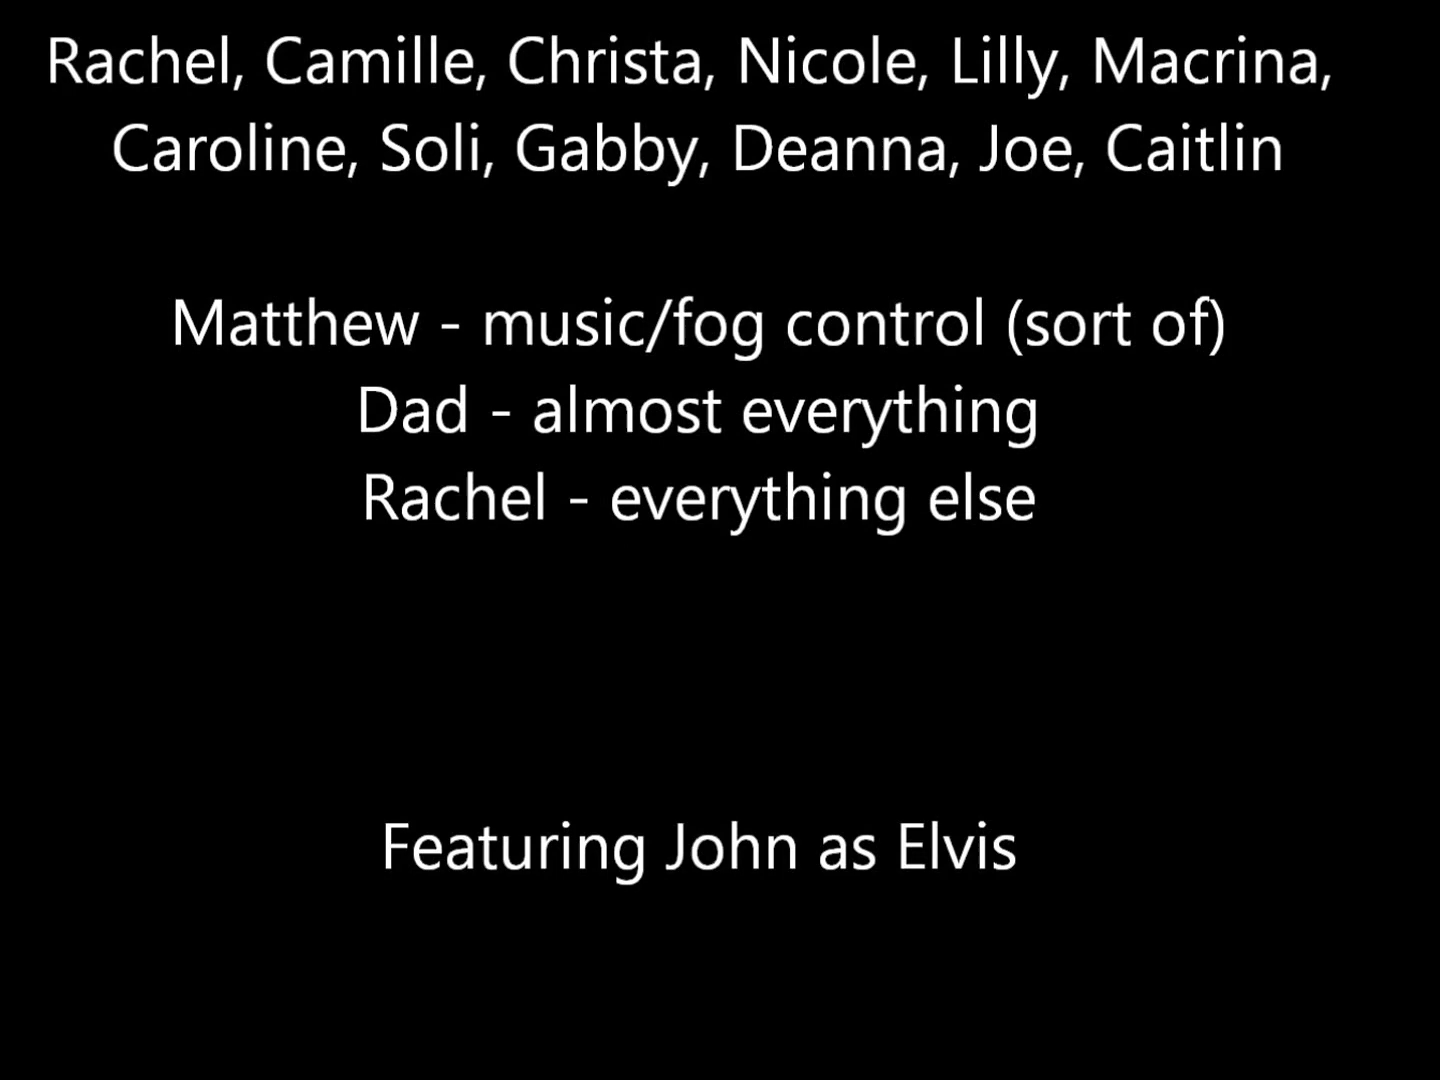 Rachel, Camille, Christa, Nicole, Lilly, Macrina,
Caroline, Soli, Gabby, Deanna, Joe, Caitlin
Matthew - music/fog control (sort of)
Dad - almost everything
Rachel - everything else
Featuring John as Elvis